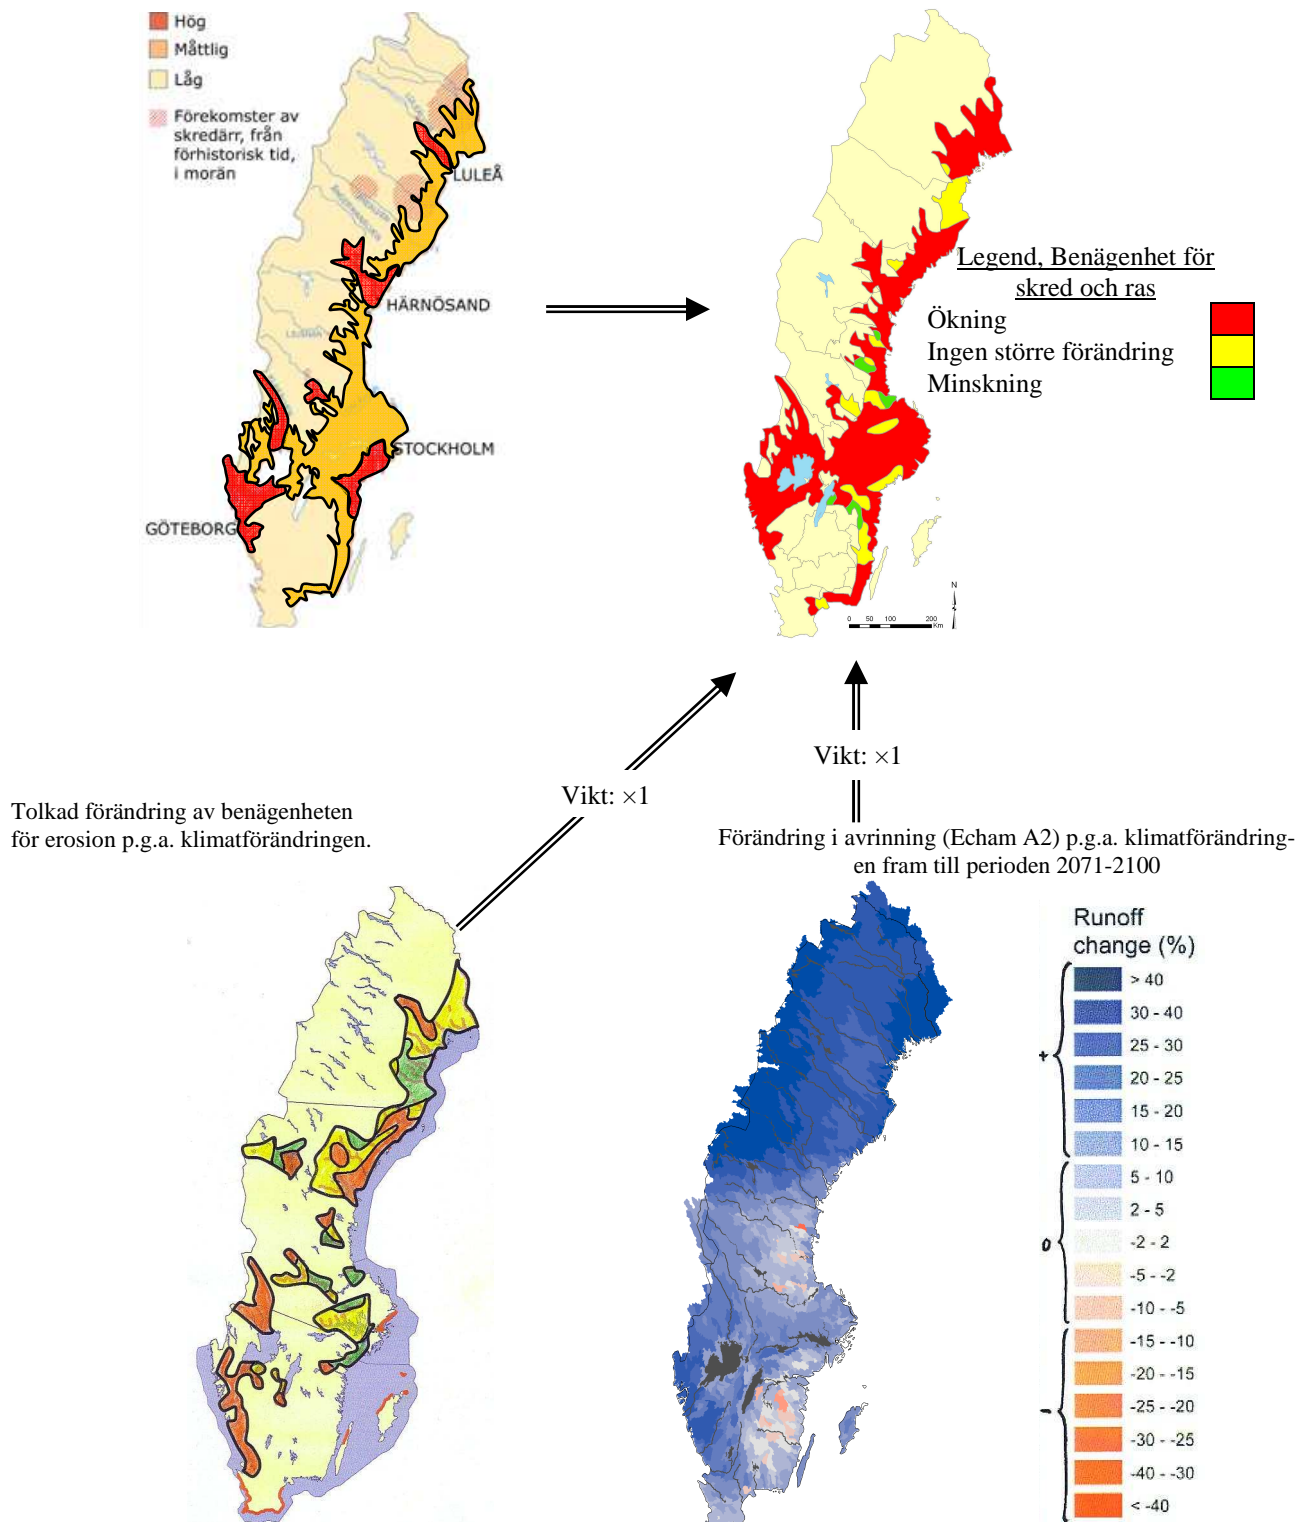 Hög
Måttlig
Låg
Förekomster av
skredärr, från
förhistorisk tid,
i morän
LULEÅ
HÄRNÖSAND
STOCKHOLM
GÖTEBORG
Legend, Benägenhet för
skred och ras
Ökning
Ingen större förändring
Minskning
N
0 50 100 200
Km
Vikt: ×1
Vikt: ×1
Tolkad förändring av benägenheten
för erosion p.g.a. klimatförändringen.
Förändring i avrinning (Echam A2) p.g.a. klimatförändring-
en fram till perioden 2071-2100
Runoff
change (%)
> 40
30 - 40
25 - 30
20 - 25
15 - 20
10 - 15
5 - 10
2 - 5
-2 - 2
-5 - -2
-10 - -5
-15 - -10
-20 - -15
-25 - -20
-30 - -25
-40 - -30
< -40
+
0
-